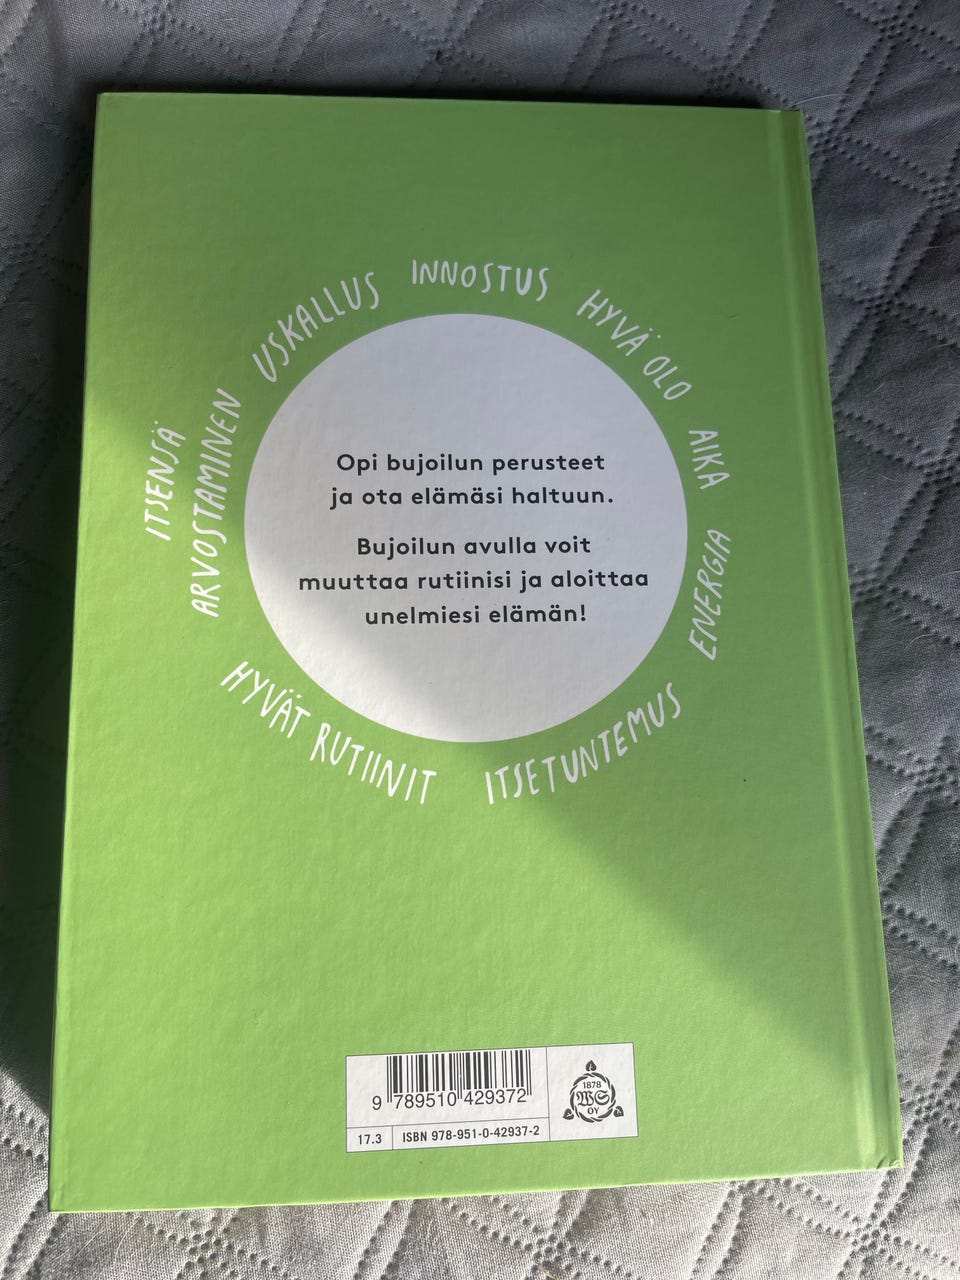 INNOSTUS
HYVÄ OLO
AIKA
ENERGIA
ITSETUNTEMUS
HYVÄT RUTIINIT
ITSENSÄ
ARVOSTAMINEN
USKALLUS
Opi bujoilun perusteet
ja ota elämäsi haltuun.
Bujoilun avulla voit
muuttaa rutiinisi ja aloittaa
unelmiesi elämän!
9 789510 429372
17.3
ISBN 978-951-0-42937-2
1878
WS
OY